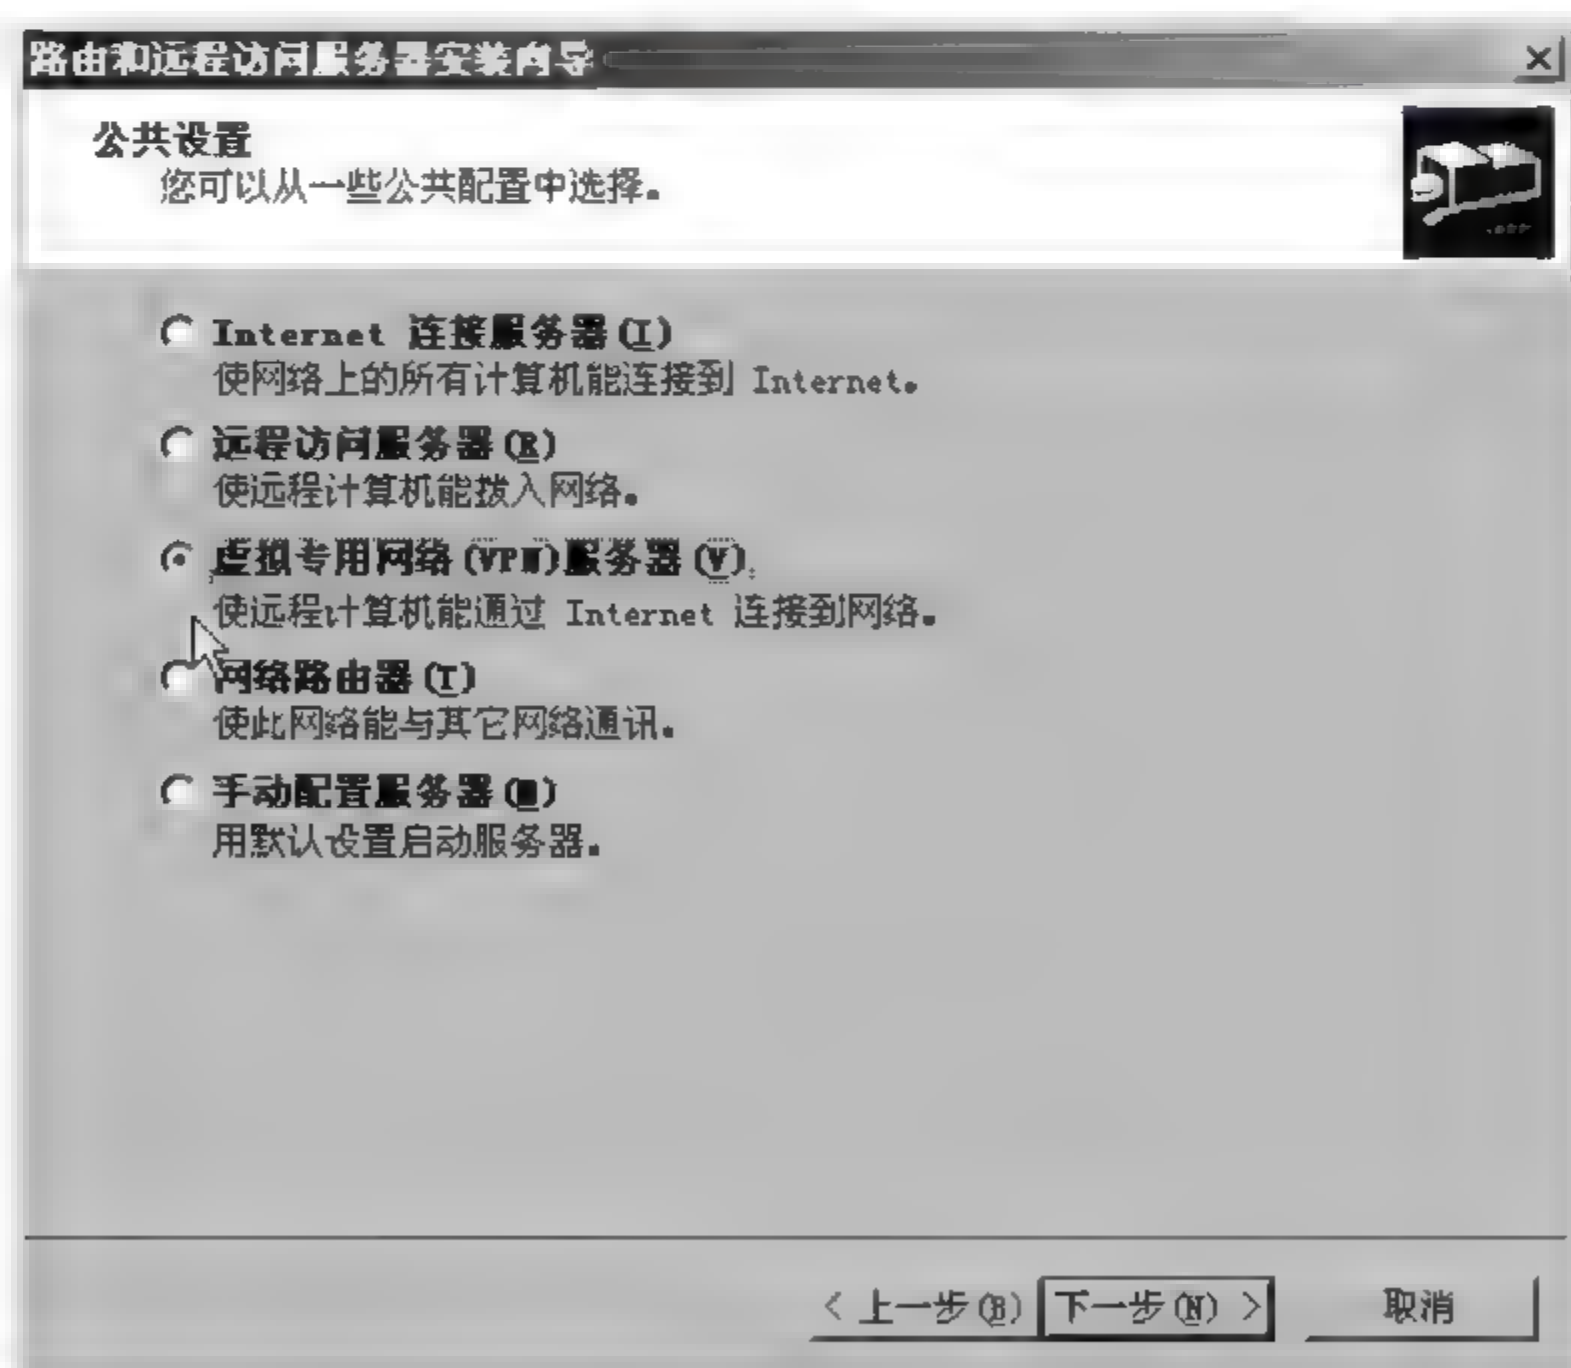 路由和远程访问服务器安装向导
公共设置
您可以从一些公共配置中选择。
Internet 连接服务器(I)
使网络上的所有计算机能连接到 Internet。
远程访问服务器(R)
使远程计算机能拨入网络。
虚拟专用网络(VPN)服务器(V)
使远程计算机能通过 Internet 连接到网络。
网络路由器(T)
使此网络能与其它网络通讯。
手动配置服务器(M)
用默认设置启动服务器。
< 上一步(B) 下一步(N) > 取消